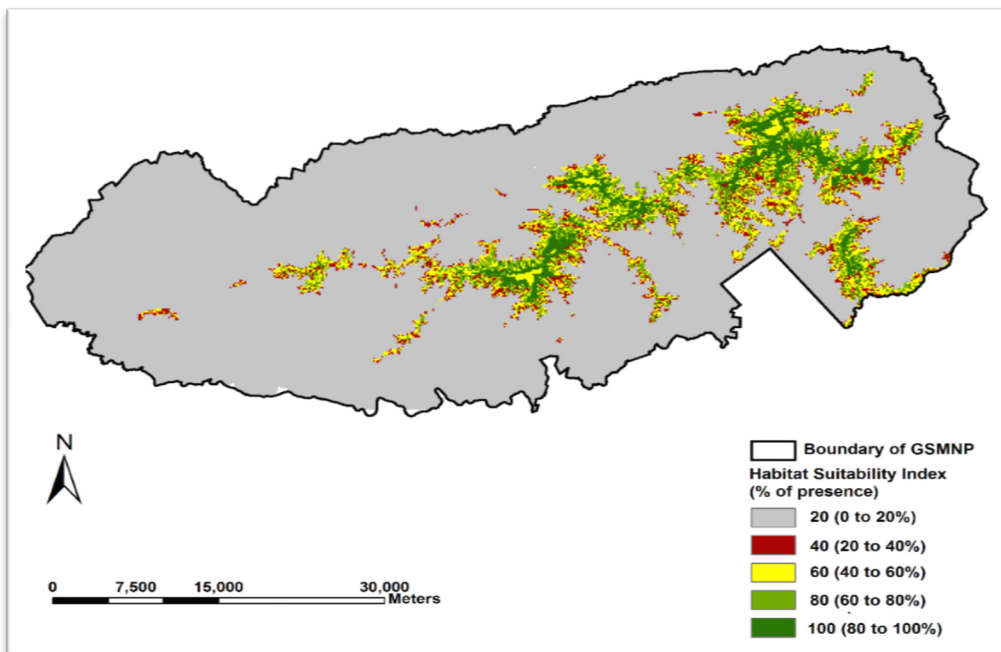 N
Boundary of GSMNP
Habitat Suitability Index
(% of presence)
20 (0 to 20%)
40 (20 to 40%)
60 (40 to 60%)
80 (60 to 80%)
100 (80 to 100%)
0 7,500 15,000 30,000
Meters